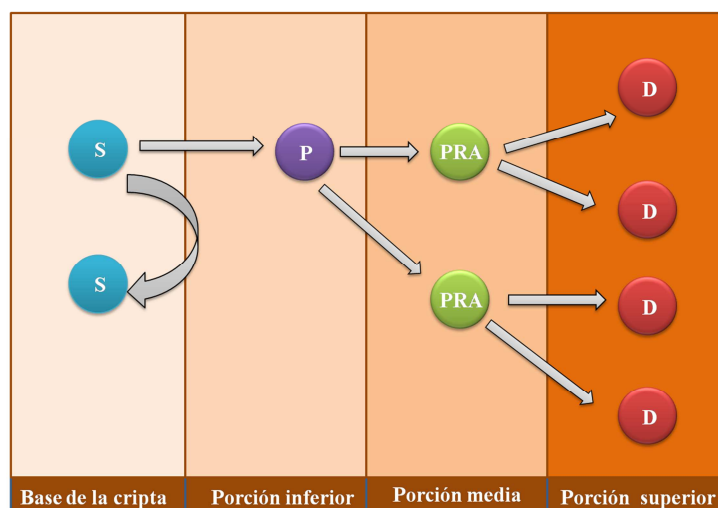 D
S
P
PRA
D
S
PRA
D
D
Base de la cripta
Porción inferior
Porción media
Porción superior